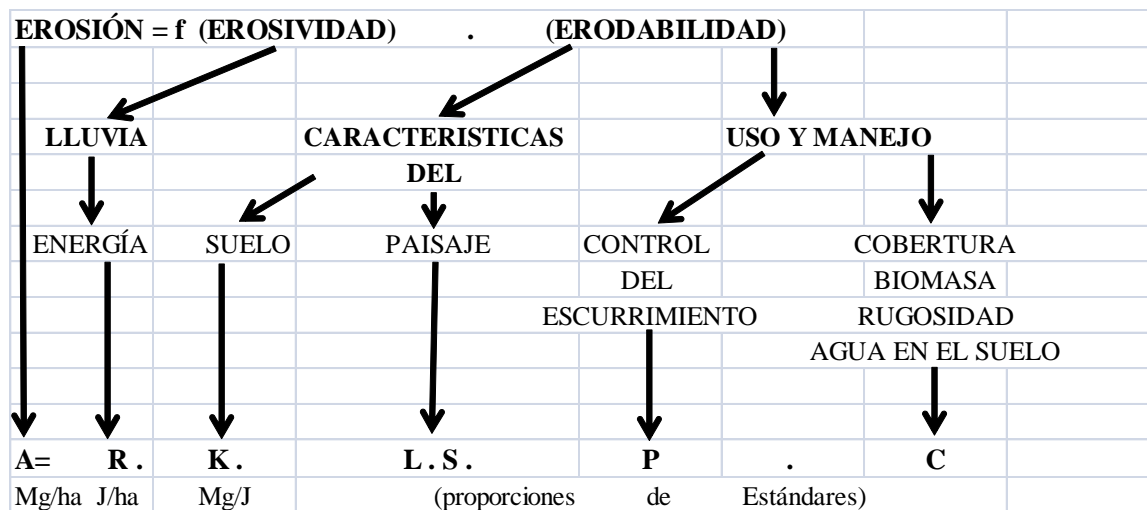 EROSIÓN = f (EROSIVIDAD) . (ERODABILIDAD)
LLUVIA CARACTERISTICAS USO Y MANEJO
DEL
ENERGÍA SUELO PAISAJE CONTROL COBERTURA
DEL BIOMASA
ESCURRIMIENTO RUGOSIDAD
AGUA EN EL SUELO
A= R . K . L . S . P . C
Mg/ha J/ha Mg/J (proporciones de Estándares)